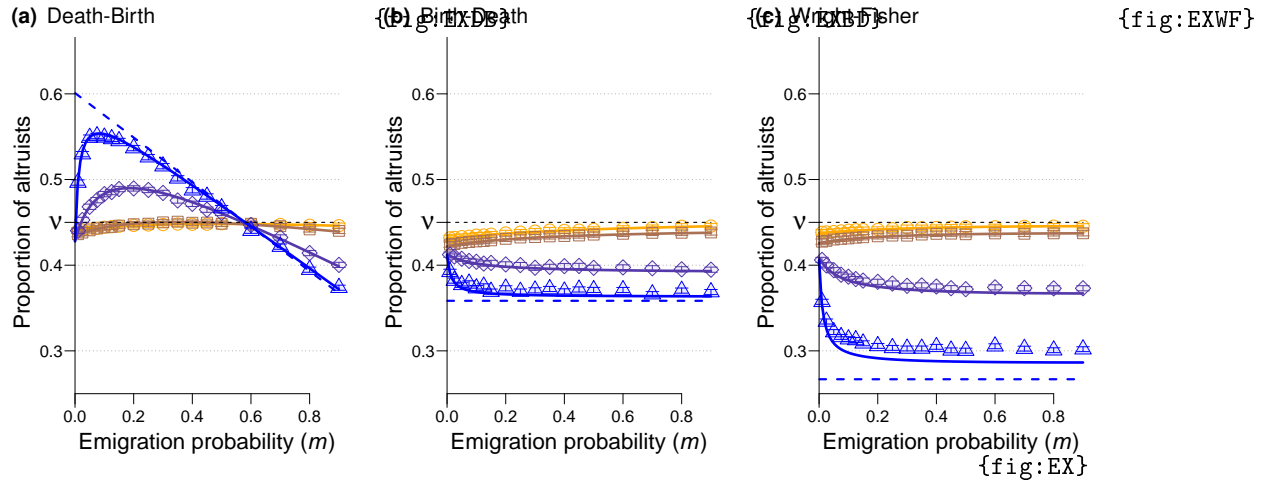 (a) Death-Birth
{fig:EXDB}
(b) Birth-Death
{fig:EXBD}
(c) Wright-Fisher
{fig:EXWF}
Proportion of altruists
0.6
0.5
ν
0.4
0.3
0.0 0.2 0.4 0.6 0.8
Emigration probability (m)
Proportion of altruists
0.6
0.5
ν
0.4
0.3
0.0 0.2 0.4 0.6 0.8
Emigration probability (m)
Proportion of altruists
0.6
0.5
ν
0.4
0.3
0.0 0.2 0.4 0.6 0.8
Emigration probability (m)
{fig:EX}